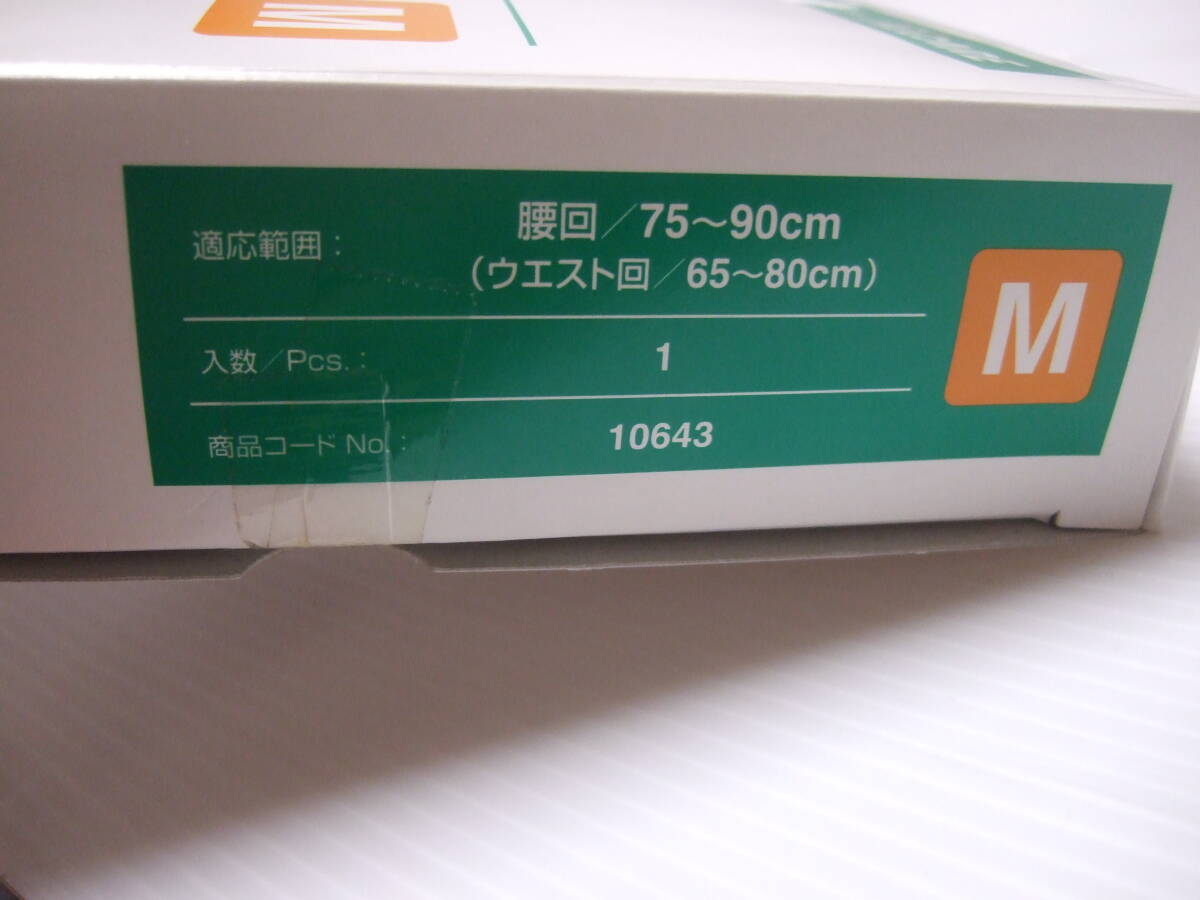 M
適応範囲：
腰回／75～90cm
（ウエスト回／65～80cm）
入数／Pcs.：
1
商品コード No.：
10643
M